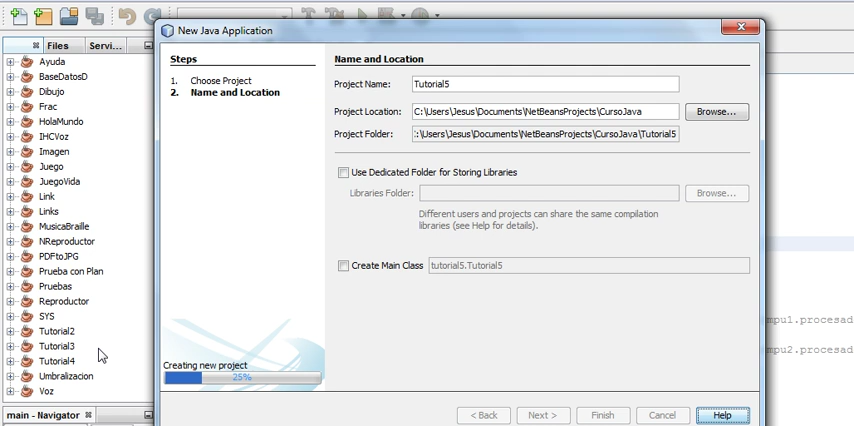 New Java Application
Files
Servi...
Steps
1. Choose Project
2. Name and Location
Name and Location
Project Name: Tutorial5
Project Location: C:\Users\Jesus\Documents\NetBeansProjects\CursoJava Browse...
Project Folder: :\Users\Jesus\Documents\NetBeansProjects\CursoJava\Tutorial5
Use Dedicated Folder for Storing Libraries
Libraries Folder: Browse...
Different users and projects can share the same compilation
libraries (see Help for details).
Create Main Class tutorial5.Tutorial5
Creating new project
25%
< Back Next > Finish Cancel Help
Ayuda
BaseDatosD
Dibujo
Frac
HolaMundo
IHCVoz
Imagen
Juego
JuegoVida
Link
Links
MusicaBraille
NReproductor
PDFtoJPG
Prueba con Plan
Pruebas
Reproductor
SYS
Tutorial2
Tutorial3
Tutorial4
Umbralizacion
Voz
main - Navigator
mpu1.procesad
mpu2.procesad